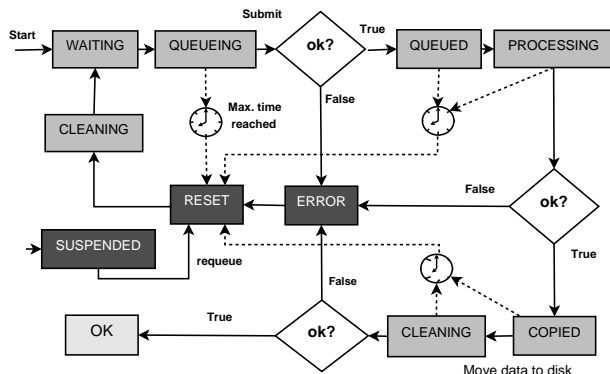 Submit
Start
WAITING
QUEUEING
ok?
True
QUEUED
PROCESSING
Max. time
reached
False
CLEANING
RESET
ERROR
False
ok?
SUSPENDED
requeue
True
False
OK
True
ok?
CLEANING
COPIED
Move data to disk